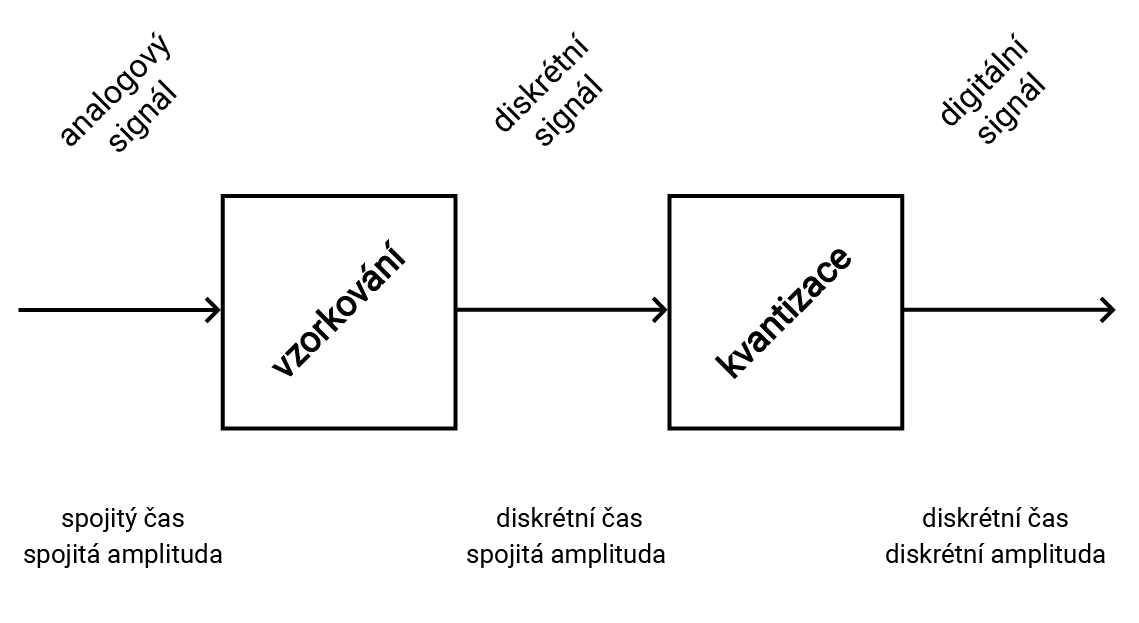 analogový
signál
diskrétní
signál
digitální
signál
vzorkování
kvantizace
spojitý čas
spojitá amplituda
diskrétní čas
spojitá amplituda
diskrétní čas
diskrétní amplituda